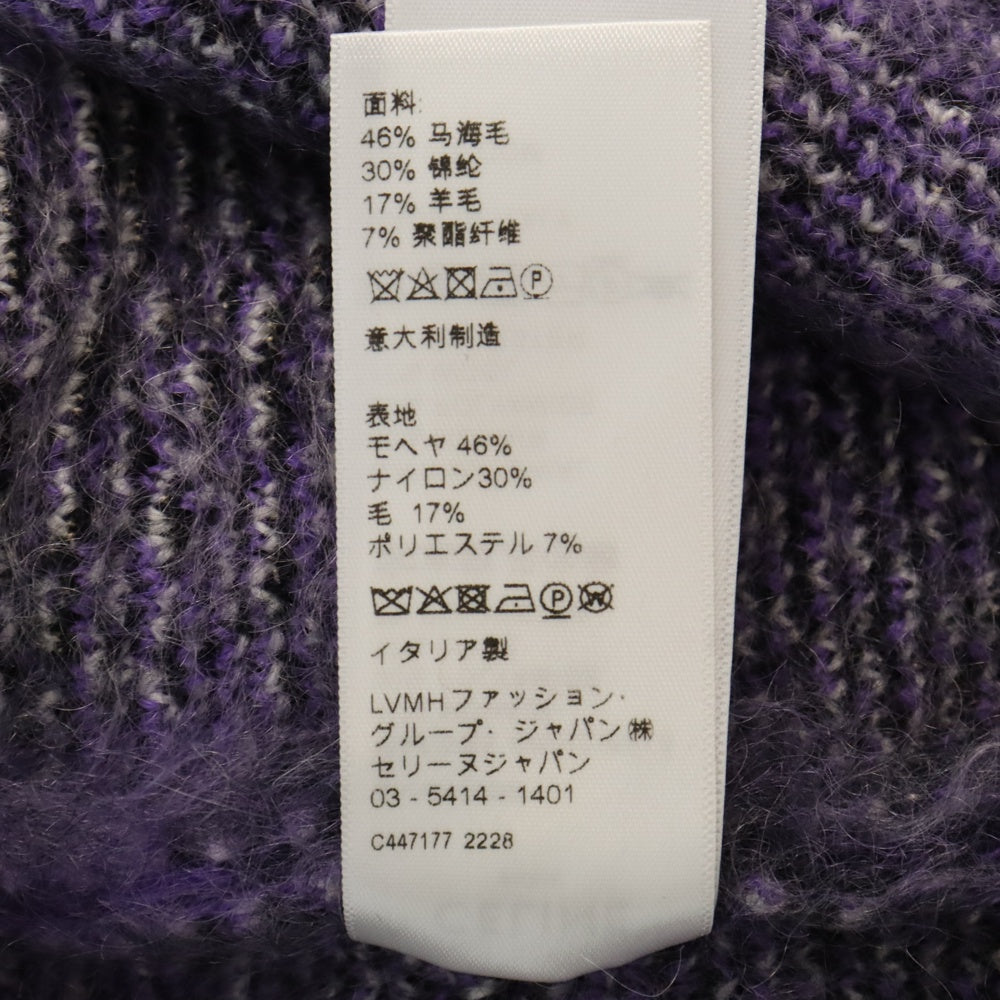 面料:
46% 马海毛
30% 锦纶
17% 羊毛
7% 聚酯纤维
P
意大利制造
表地
モヘヤ 46%
ナイロン30%
毛 17%
ポリエステル 7%
P W
イタリア製
LVMHファッション·
グループ· ジャパン㈱
セリーヌジャパン
03 - 5414 - 1401
C447177 2228